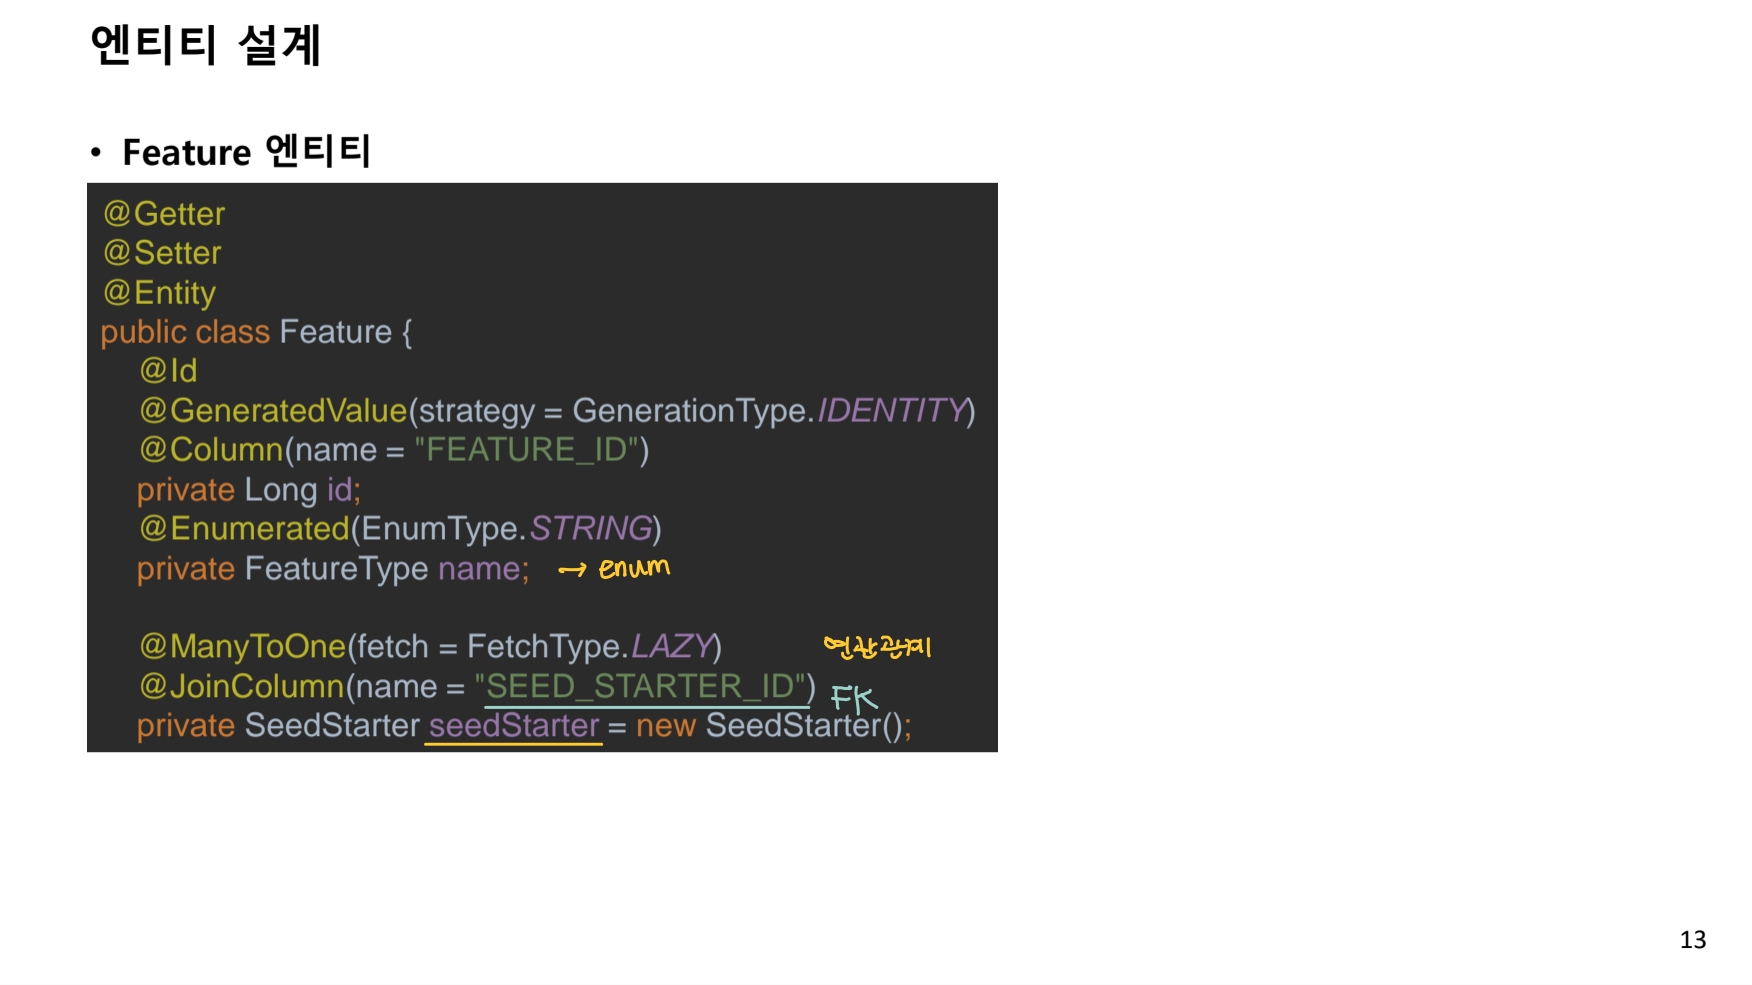 엔티티 설계
• Feature 엔티티
@Getter
@Setter
@Entity
public class Feature {
@Id
@GeneratedValue(strategy = GenerationType.IDENTITY)
@Column(name = "FEATURE_ID")
private Long id;
@Enumerated(EnumType.STRING)
private FeatureType name; → enum
@ManyToOne(fetch = FetchType.LAZY) 연관관계
@JoinColumn(name = "SEED_STARTER_ID") FK
private SeedStarter seedStarter = new SeedStarter();
13